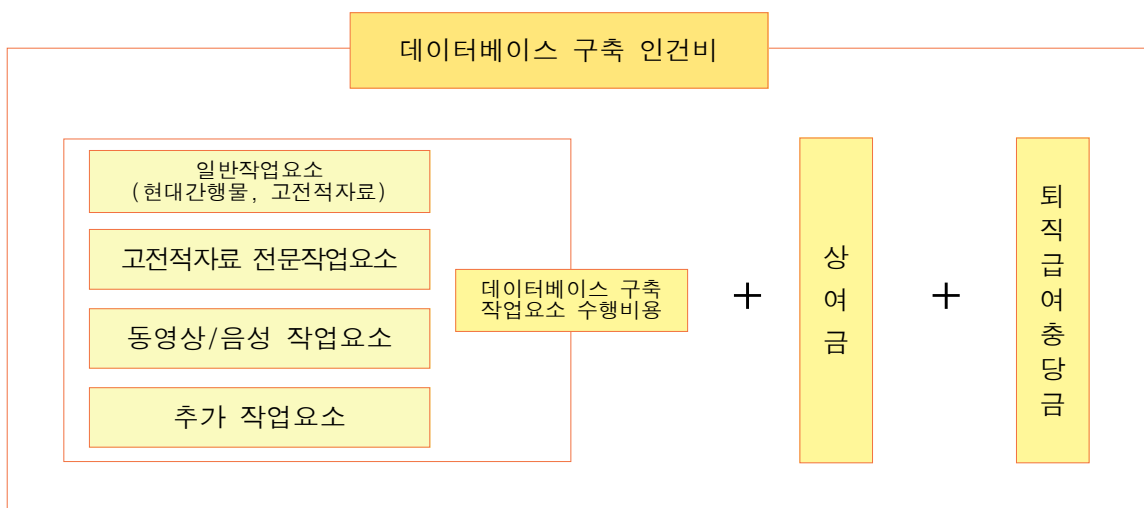 데이터베이스 구축 인건비
일반작업요소
(현대간행물, 고전적자료)
고전적자료 전문작업요소
동영상/음성 작업요소
추가 작업요소
데이터베이스 구축
작업요소 수행비용
+
상여금
+
퇴직급여충당금